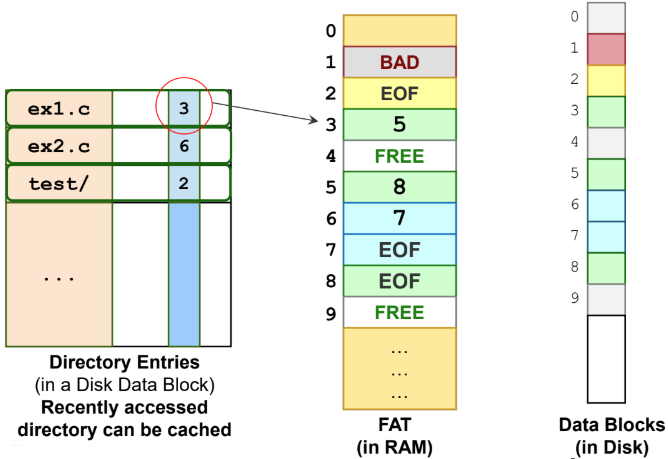 ex1.c 3
ex2.c 6
test/ 2
...
Directory Entries
(in a Disk Data Block)
Recently accessed
directory can be cached
0
1 BAD
2 EOF
3 5
4 FREE
5 8
6 7
7 EOF
8 EOF
9 FREE
...
...
...
FAT
(in RAM)
0
1
2
3
4
5
6
7
8
9
Data Blocks
(in Disk)